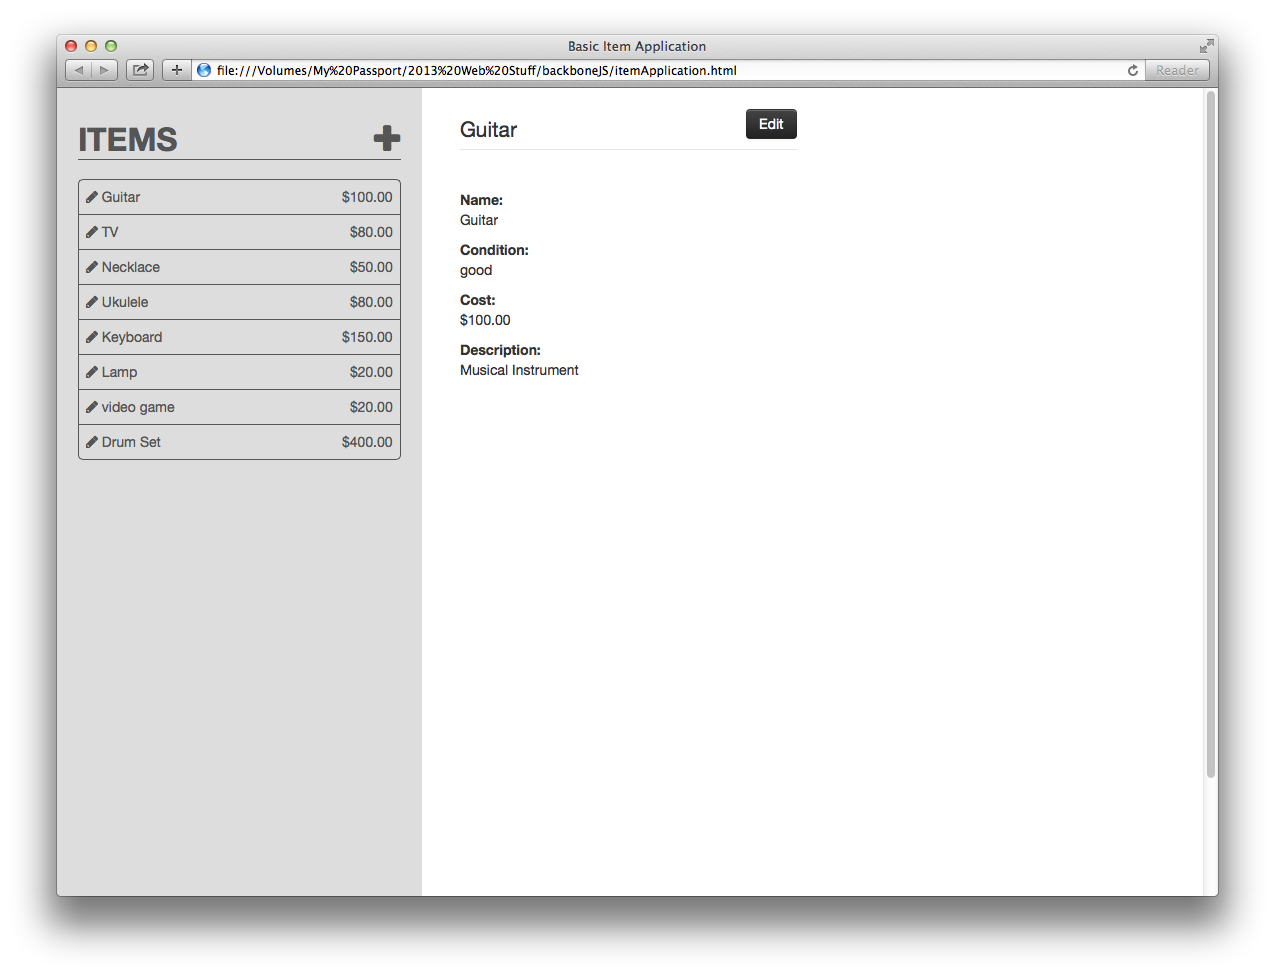 Basic Item Application
file:///Volumes/My%20Passport/2013%20Web%20Stuff/backboneJS/itemApplication.html
Reader
ITEMS
Guitar $100.00
TV $80.00
Necklace $50.00
Ukulele $80.00
Keyboard $150.00
Lamp $20.00
video game $20.00
Drum Set $400.00
Guitar
Edit
Name:
Guitar
Condition:
good
Cost:
$100.00
Description:
Musical Instrument